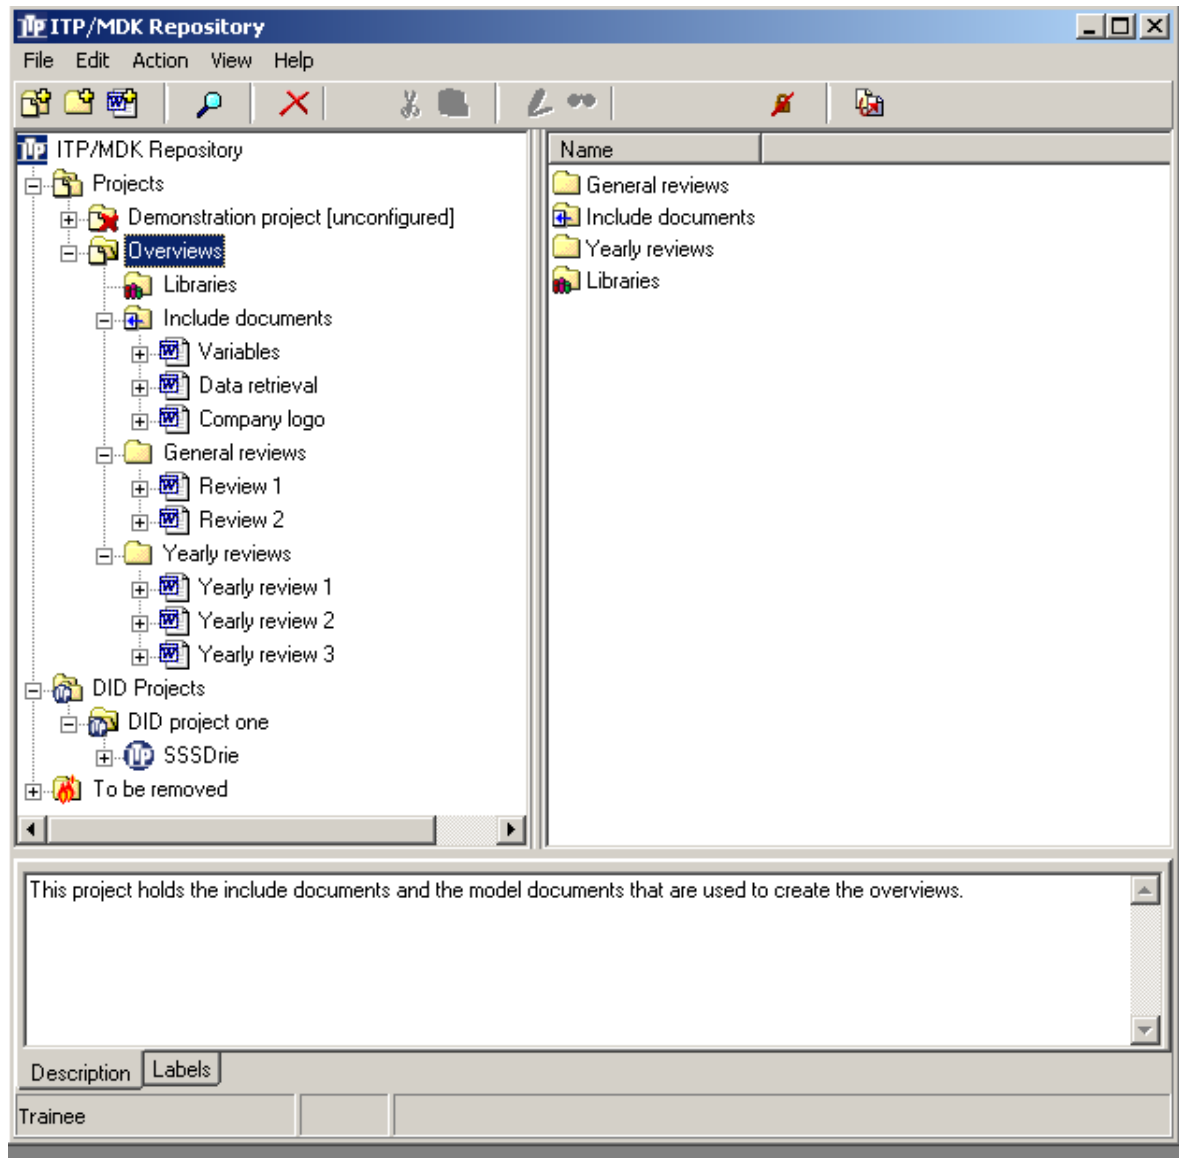 ITP/MDK Repository
File Edit Action View Help
ITP/MDK Repository
Projects
Demonstration project [unconfigured]
Overviews
Libraries
Include documents
Variables
Data retrieval
Company logo
General reviews
Review 1
Review 2
Yearly reviews
Yearly review 1
Yearly review 2
Yearly review 3
DID Projects
DID project one
SSSDrie
To be removed
Name
General reviews
Include documents
Yearly reviews
Libraries
This project holds the include documents and the model documents that are used to create the overviews.
Description Labels
Trainee